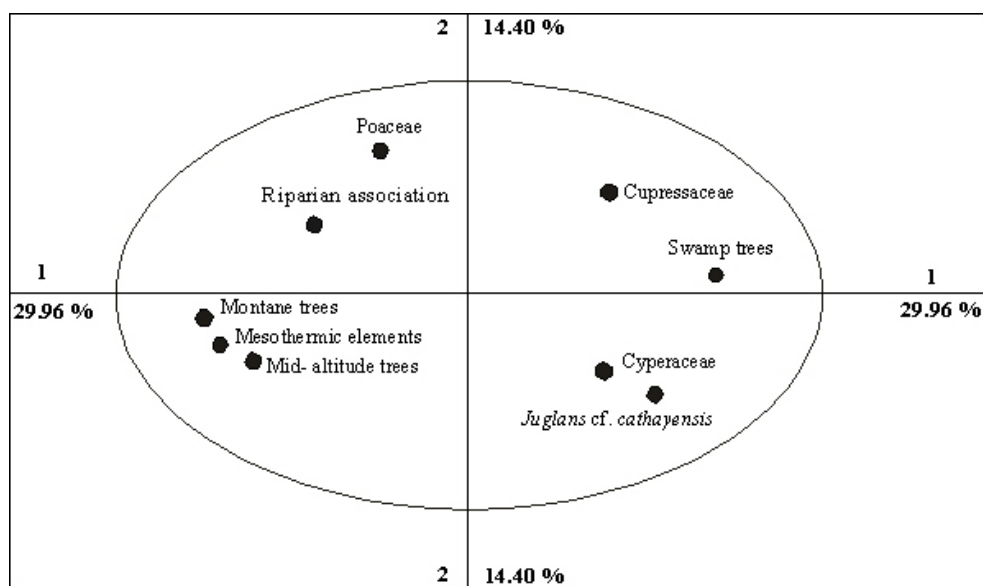 2 14.40 %
Poaceae
Riparian association
Cupressaceae
Swamp trees
1
1
29.96 %
29.96 %
Montane trees
Mesothermic elements
Mid- altitude trees
Cyperaceae
Juglans cf. cathayensis
2 14.40 %